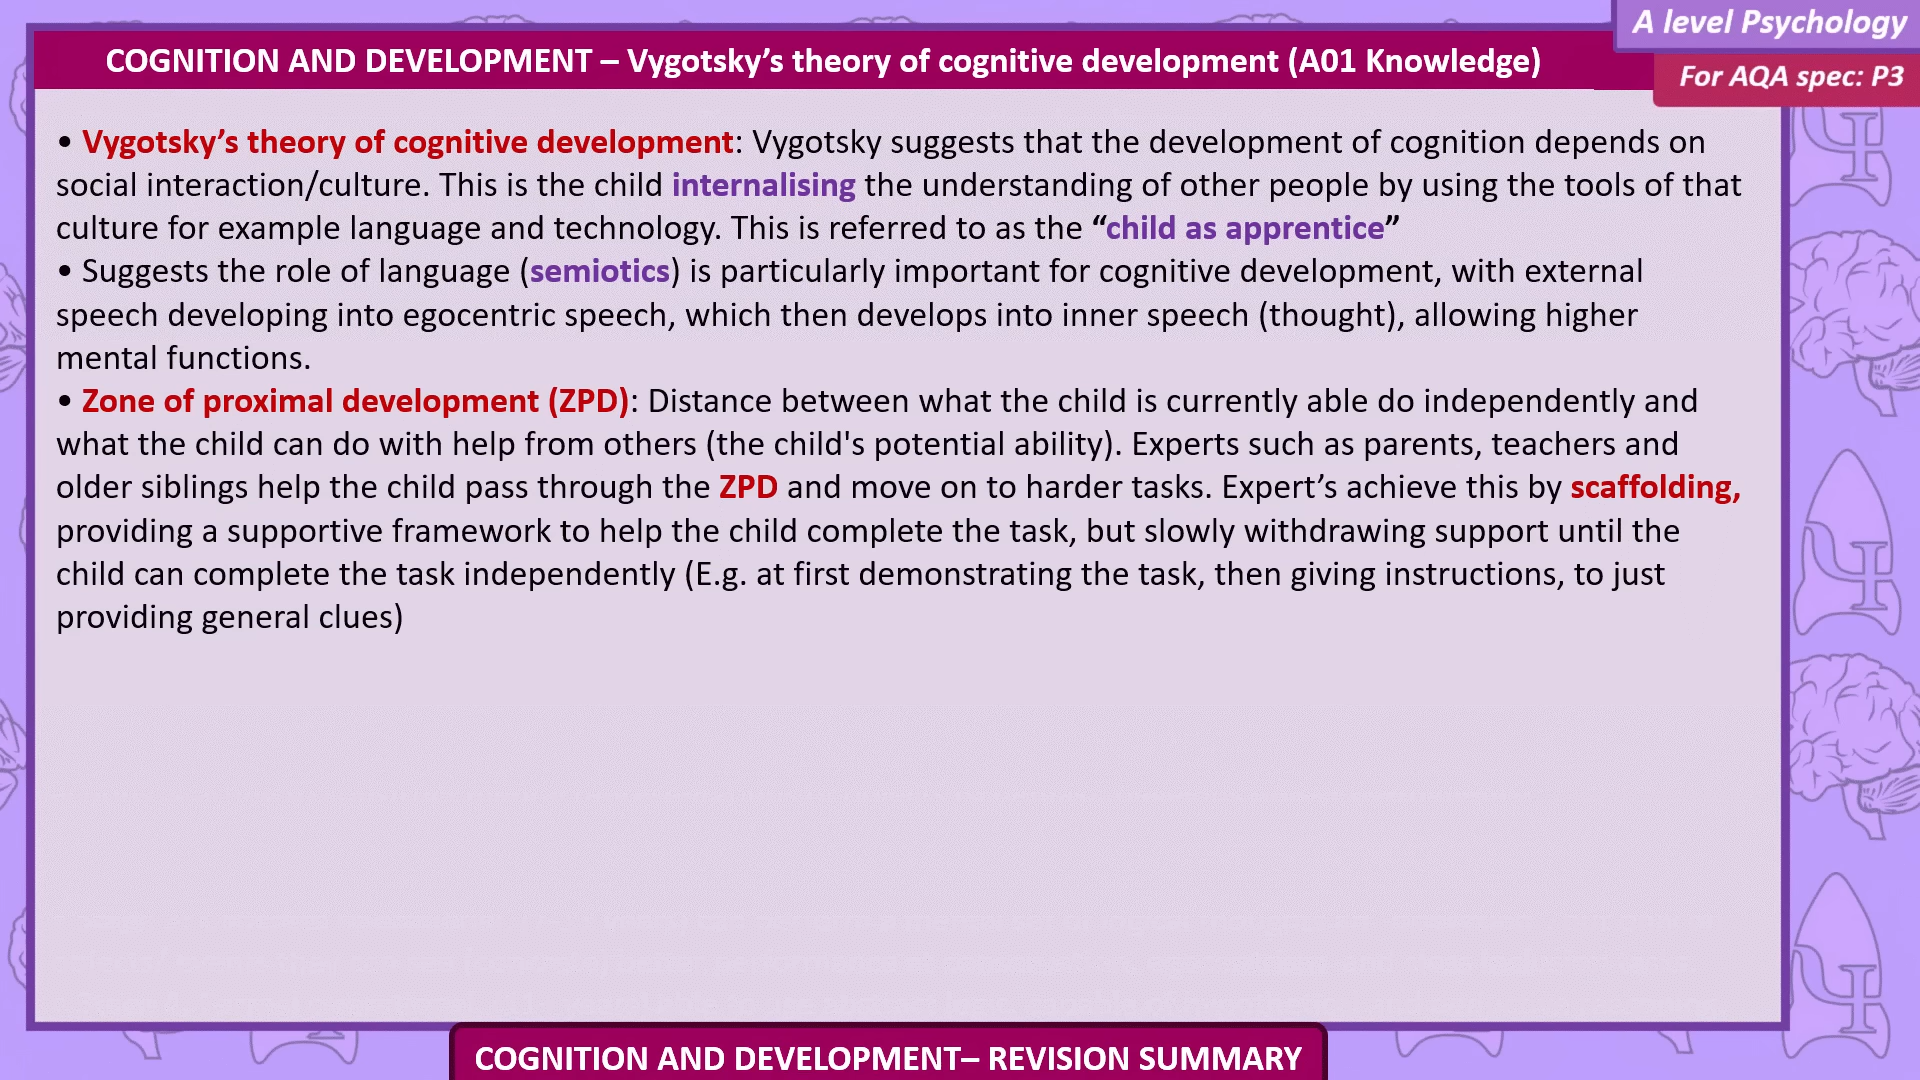 A level Psychology
COGNITION AND DEVELOPMENT – Vygotsky’s theory of cognitive development (A01 Knowledge)
For AQA spec: P3
• Vygotsky’s theory of cognitive development: Vygotsky suggests that the development of cognition depends on
social interaction/culture. This is the child internalising the understanding of other people by using the tools of that
culture for example language and technology. This is referred to as the “child as apprentice”
• Suggests the role of language (semiotics) is particularly important for cognitive development, with external
speech developing into egocentric speech, which then develops into inner speech (thought), allowing higher
mental functions.
• Zone of proximal development (ZPD): Distance between what the child is currently able do independently and
what the child can do with help from others (the child's potential ability). Experts such as parents, teachers and
older siblings help the child pass through the ZPD and move on to harder tasks. Expert’s achieve this by scaffolding,
providing a supportive framework to help the child complete the task, but slowly withdrawing support until the
child can complete the task independently (E.g. at first demonstrating the task, then giving instructions, to just
providing general clues)
COGNITION AND DEVELOPMENT– REVISION SUMMARY